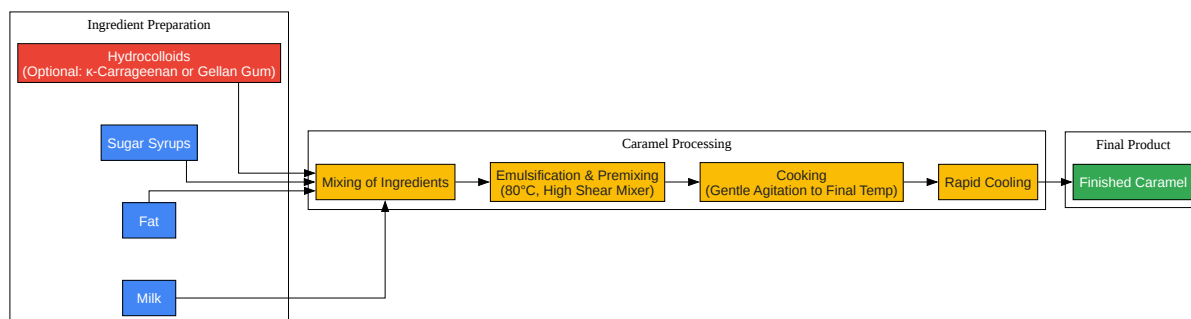 Ingredient Preparation
Hydrocolloids
(Optional: κ-Carrageenan or Gellan Gum)
Sugar Syrups
Fat
Milk
Caramel Processing
Mixing of Ingredients
Emulsification & Premixing
(80°C, High Shear Mixer)
Cooking
(Gentle Agitation to Final Temp)
Rapid Cooling
Final Product
Finished Caramel